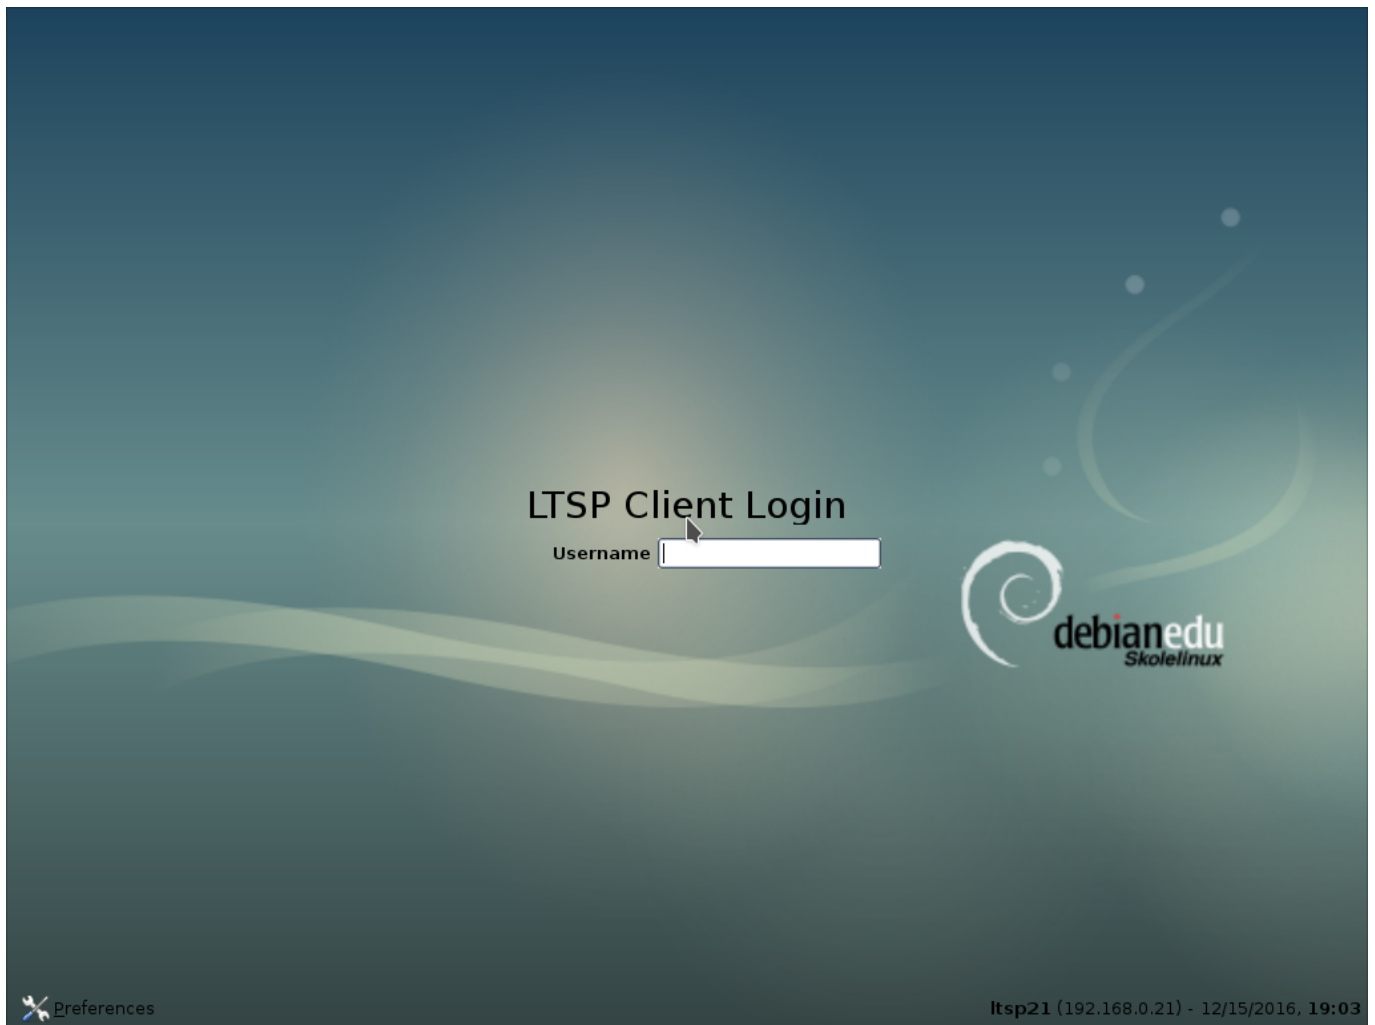 LTSP Client Login
Username
debianedu
Skolelinux
Preferences
ltsp21 (192.168.0.21) - 12/15/2016, 19:03